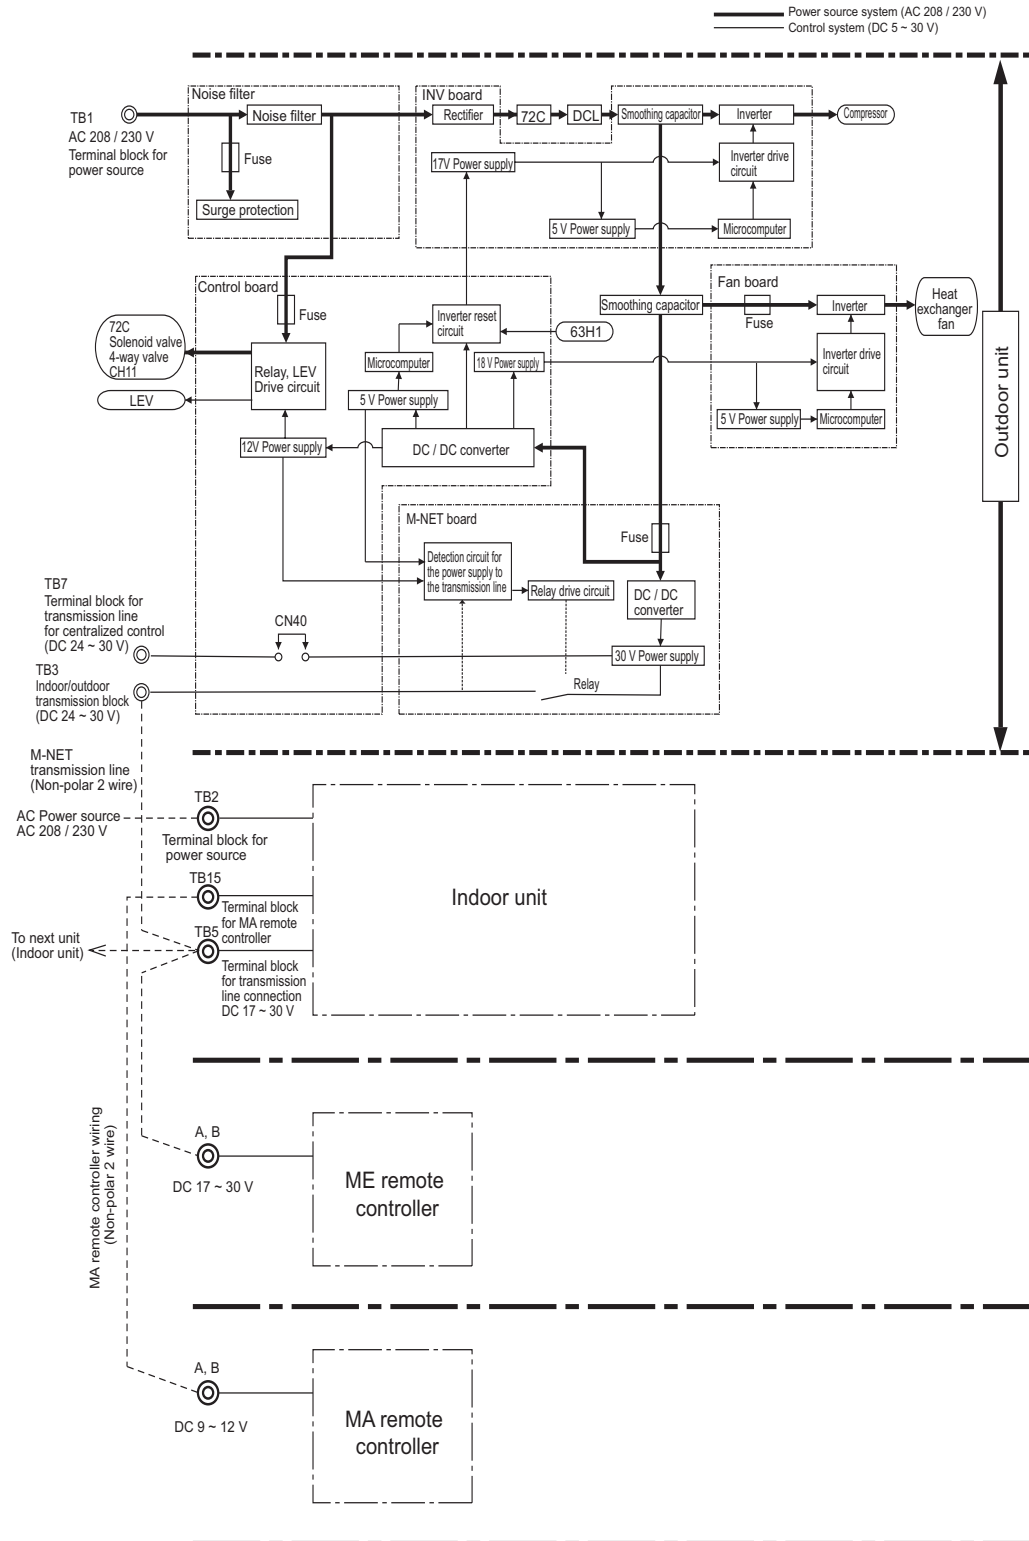 Power source system (AC 208 / 230 V)
Control system (DC 5 ~ 30 V)
Noise filter
TB1
AC 208 / 230 V
Terminal block for
power source
Noise filter
Fuse
Surge protection
INV board
Rectifier
72C
DCL
Smoothing capacitor
Inverter
Compressor
17V Power supply
Inverter drive
circuit
5 V Power supply
Microcomputer
Control board
Fuse
72C
Solenoid valve
4-way valve
CH11
LEV
Relay, LEV
Drive circuit
12V Power supply
Inverter reset
circuit
63H1
Microcomputer
18 V Power supply
5 V Power supply
DC / DC converter
Smoothing capacitor
Fan board
Fuse
Inverter
Heat
exchanger
fan
Inverter drive
circuit
5 V Power supply
Microcomputer
Outdoor unit
M-NET board
Fuse
Detection circuit for
the power supply to
the transmission line
Relay drive circuit
DC / DC
converter
30 V Power supply
Relay
TB7
Terminal block for
transmission line
for centralized control
(DC 24 ~ 30 V)
CN40
TB3
Indoor/outdoor
transmission block
(DC 24 ~ 30 V)
M-NET
transmission line
(Non-polar 2 wire)
AC Power source
AC 208 / 230 V
TB2
Terminal block for
power source
TB15
Terminal block
for MA remote
controller
To next unit
(Indoor unit)
TB5
Terminal block
for transmission
line connection
DC 17 ~ 30 V
Indoor unit
MA remote controller wiring
(Non-polar 2 wire)
A, B
DC 17 ~ 30 V
ME remote
controller
A, B
DC 9 ~ 12 V
MA remote
controller